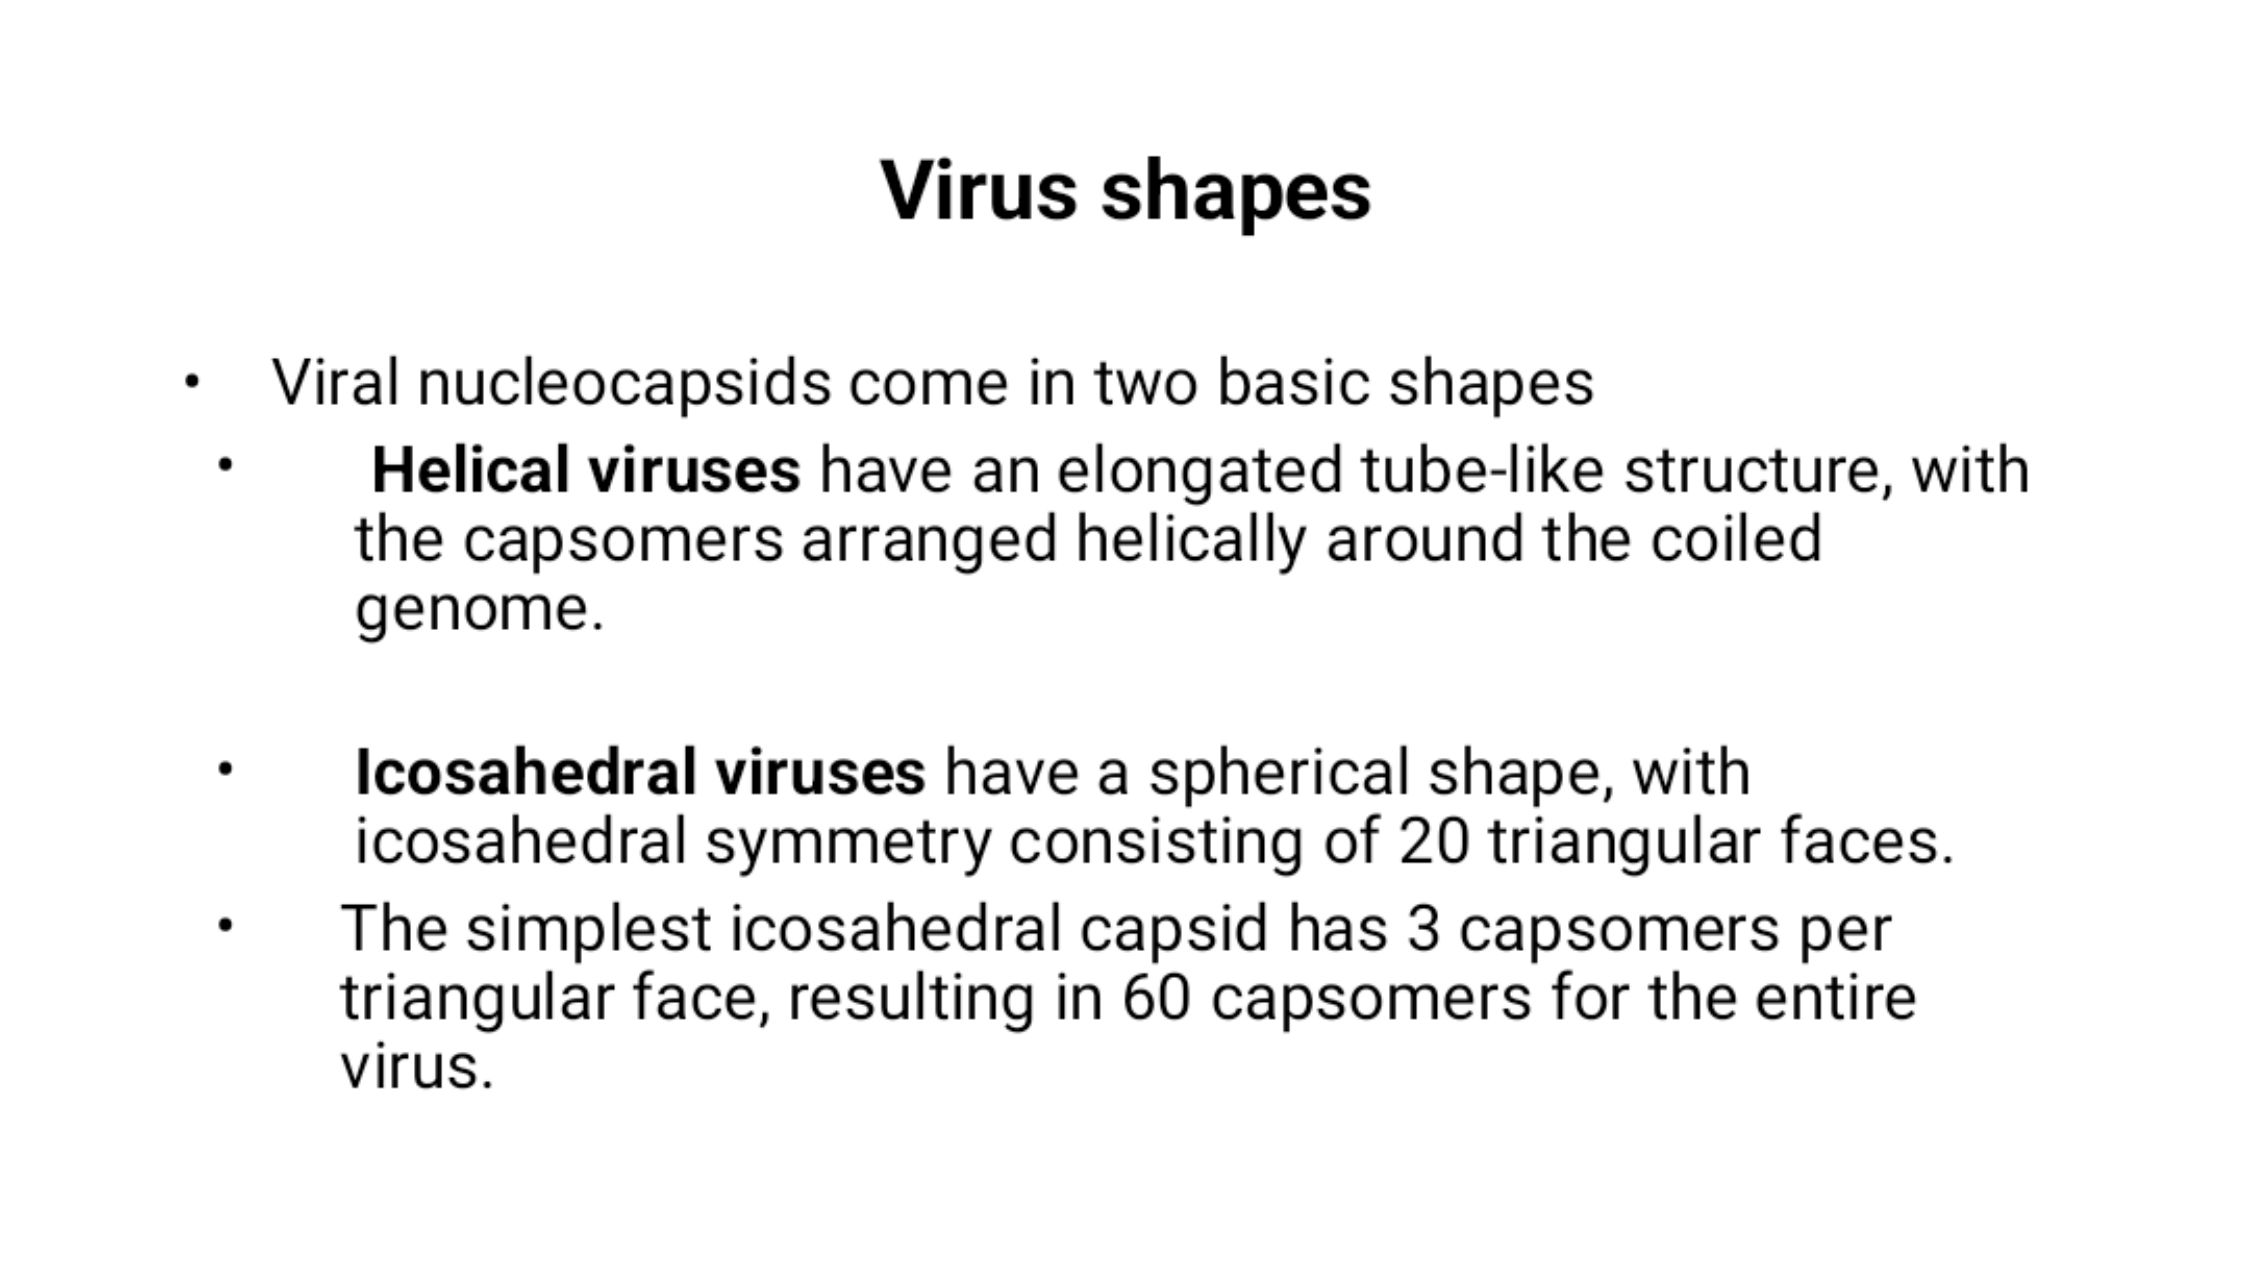 Virus shapes
• Viral nucleocapsids come in two basic shapes
• Helical viruses have an elongated tube-like structure, with
the capsomers arranged helically around the coiled
genome.
• Icosahedral viruses have a spherical shape, with
icosahedral symmetry consisting of 20 triangular faces.
• The simplest icosahedral capsid has 3 capsomers per
triangular face, resulting in 60 capsomers for the entire
virus.